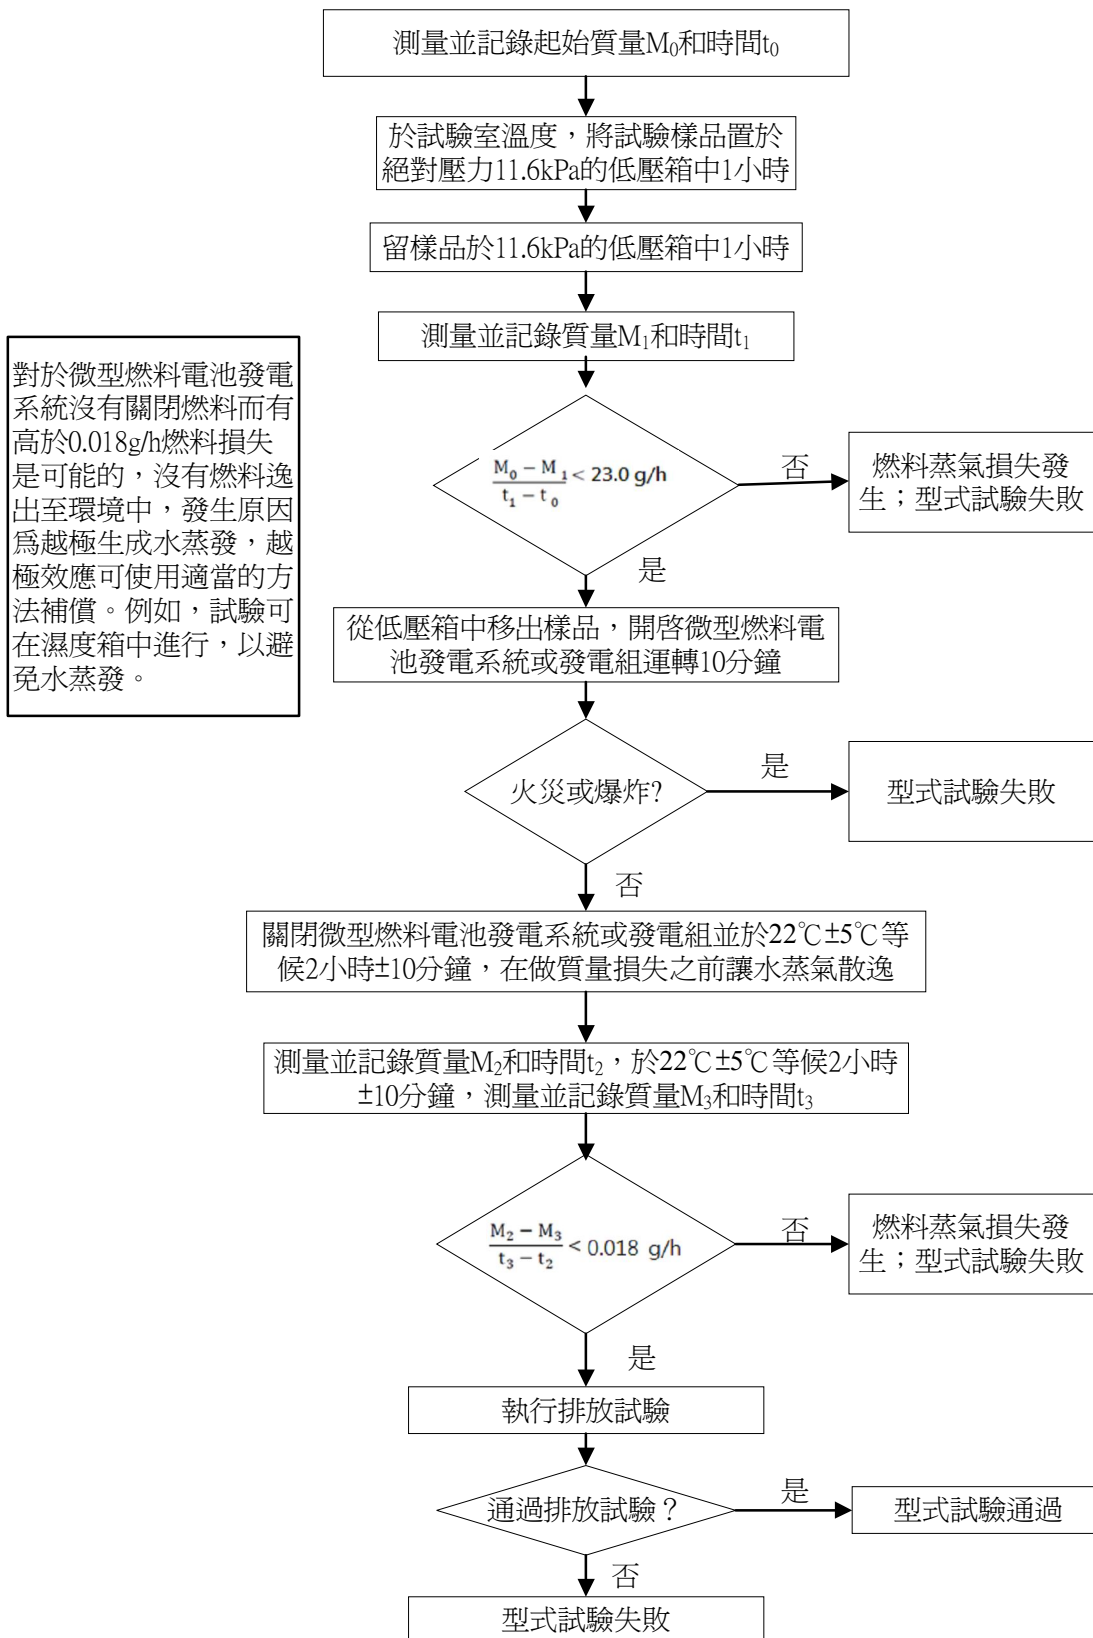 測量並記錄起始質量M₀和時間t₀
於試驗室溫度，將試驗樣品置於
絕對壓力11.6kPa的低壓箱中1小時
留樣品於11.6kPa的低壓箱中1小時
測量並記錄質量M₁和時間t₁
對於微型燃料電池發電
系統沒有關閉燃料而有
高於0.018g/h燃料損失
是可能的，沒有燃料逸
出至環境中，發生原因
為越極生成水蒸發，越
極效應可使用適當的方
法補償。例如，試驗可
在濕度箱中進行，以避
免水蒸發。
(M₀ − M₁)/(t₁ − t₀) < 23.0 g/h
否
燃料蒸氣損失發
生；型式試驗失敗
是
從低壓箱中移出樣品，開啓微型燃料電
池發電系統或發電組運轉10分鐘
火災或爆炸?
是
型式試驗失敗
否
關閉微型燃料電池發電系統或發電組並於22℃±5℃等
候2小時±10分鐘，在做質量損失之前讓水蒸氣散逸
測量並記錄質量M₂和時間t₂，於22℃±5℃等候2小時
±10分鐘，測量並記錄質量M₃和時間t₃
(M₂ − M₃)/(t₃ − t₂) < 0.018 g/h
否
燃料蒸氣損失發
生；型式試驗失敗
是
執行排放試驗
通過排放試驗？
是
型式試驗通過
否
型式試驗失敗